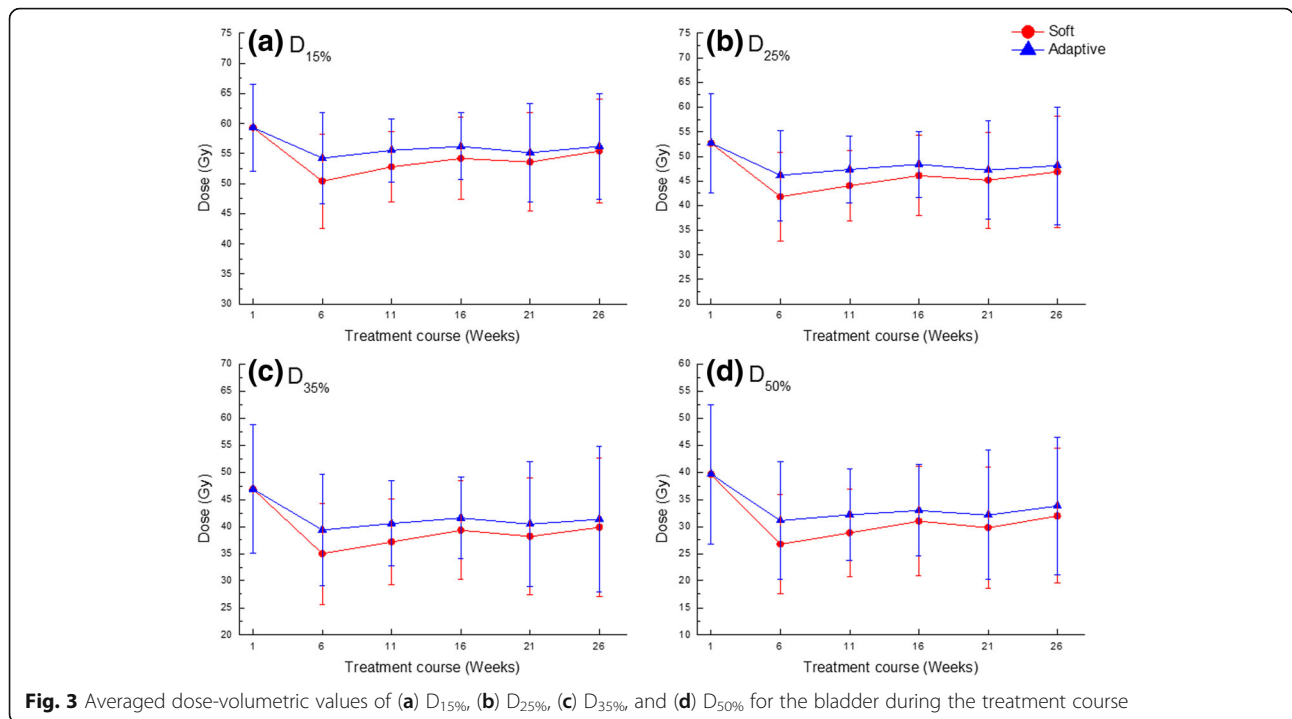 (a) D15%
75
70
65
60
55
50
45
40
35
30
Dose (Gy)
1 6 11 16 21 26
Treatment course (Weeks)
(b) D25%
Soft
Adaptive
75
70
65
60
55
50
45
40
35
30
25
20
Dose (Gy)
1 6 11 16 21 26
Treatment course (Weeks)
(c) D35%
70
65
60
55
50
45
40
35
30
25
20
Dose (Gy)
1 6 11 16 21 26
Treatment course (Weeks)
(d) D50%
60
55
50
45
40
35
30
25
20
15
10
Dose (Gy)
1 6 11 16 21 26
Treatment course (Weeks)
Fig. 3 Averaged dose-volumetric values of (a) D15%, (b) D25%, (c) D35%, and (d) D50% for the bladder during the treatment course